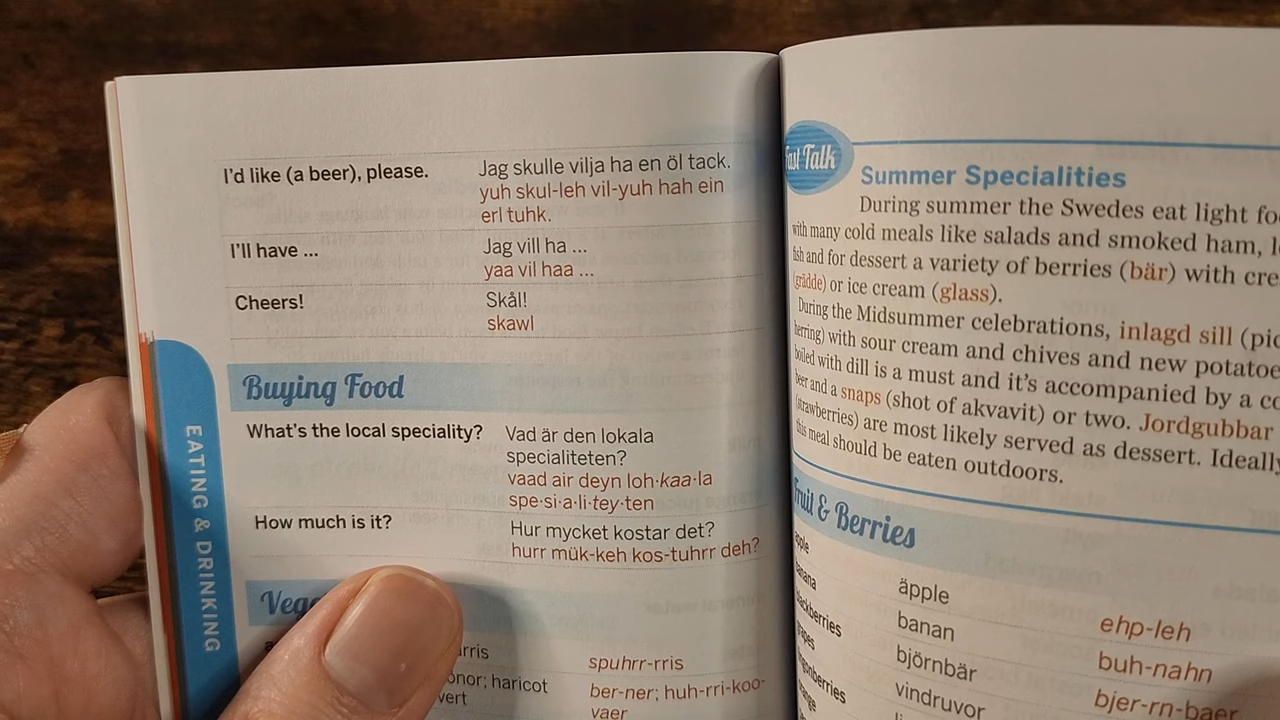 I'd like (a beer), please.
Jag skulle vilja ha en öl tack.
yuh skul-leh vil-yuh hah ein
erl tuhk.
I'll have ...
Jag vill ha ...
yaa vil haa ...
Cheers!
Skål!
skawl
Buying Food
What's the local speciality?
Vad är den lokala
specialiteten?
vaad air deyn loh·kaa·la
spe·si·a·li·tey·ten
How much is it?
Hur mycket kostar det?
hurr mük-keh kos-tuhrr deh?
spuhrr-rris
haricot
ber-ner; huh-rri-koo-
vaer
EATING & DRINKING
Fast Talk
Summer Specialities
During summer the Swedes eat light
with many cold meals like salads and smoked ham,
fish and for dessert a variety of berries (bär) with
(grädde) or ice cream (glass).
During the Midsummer celebrations, inlagd sill
herring) with sour cream and chives and new
boiled with dill is a must and it's accompanied by a
beer and a snaps (shot of akvavit) or two. Jordgubbar
(strawberries) are most likely served as dessert.
this meal should be eaten outdoors.
Fruit & Berries
apple
äpple
ehp-leh
banana
banan
buh-nahn
blackberries
björnbär
bjer-rn-baer
grapes
vindruvor